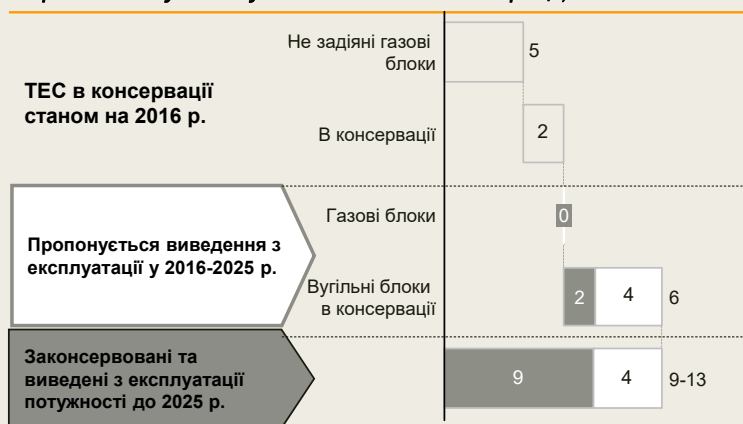 Не задіяні газові
блоки
5
ТЕС в консервації
станом на 2016 р.
В консервації
2
Газові блоки
0
Пропонується виведення з
експлуатації у 2016-2025 р.
Вугільні блоки
в консервації
2
4
6
Законсервовані та
виведені з експлуатації
потужності до 2025 р.
9
4
9-13